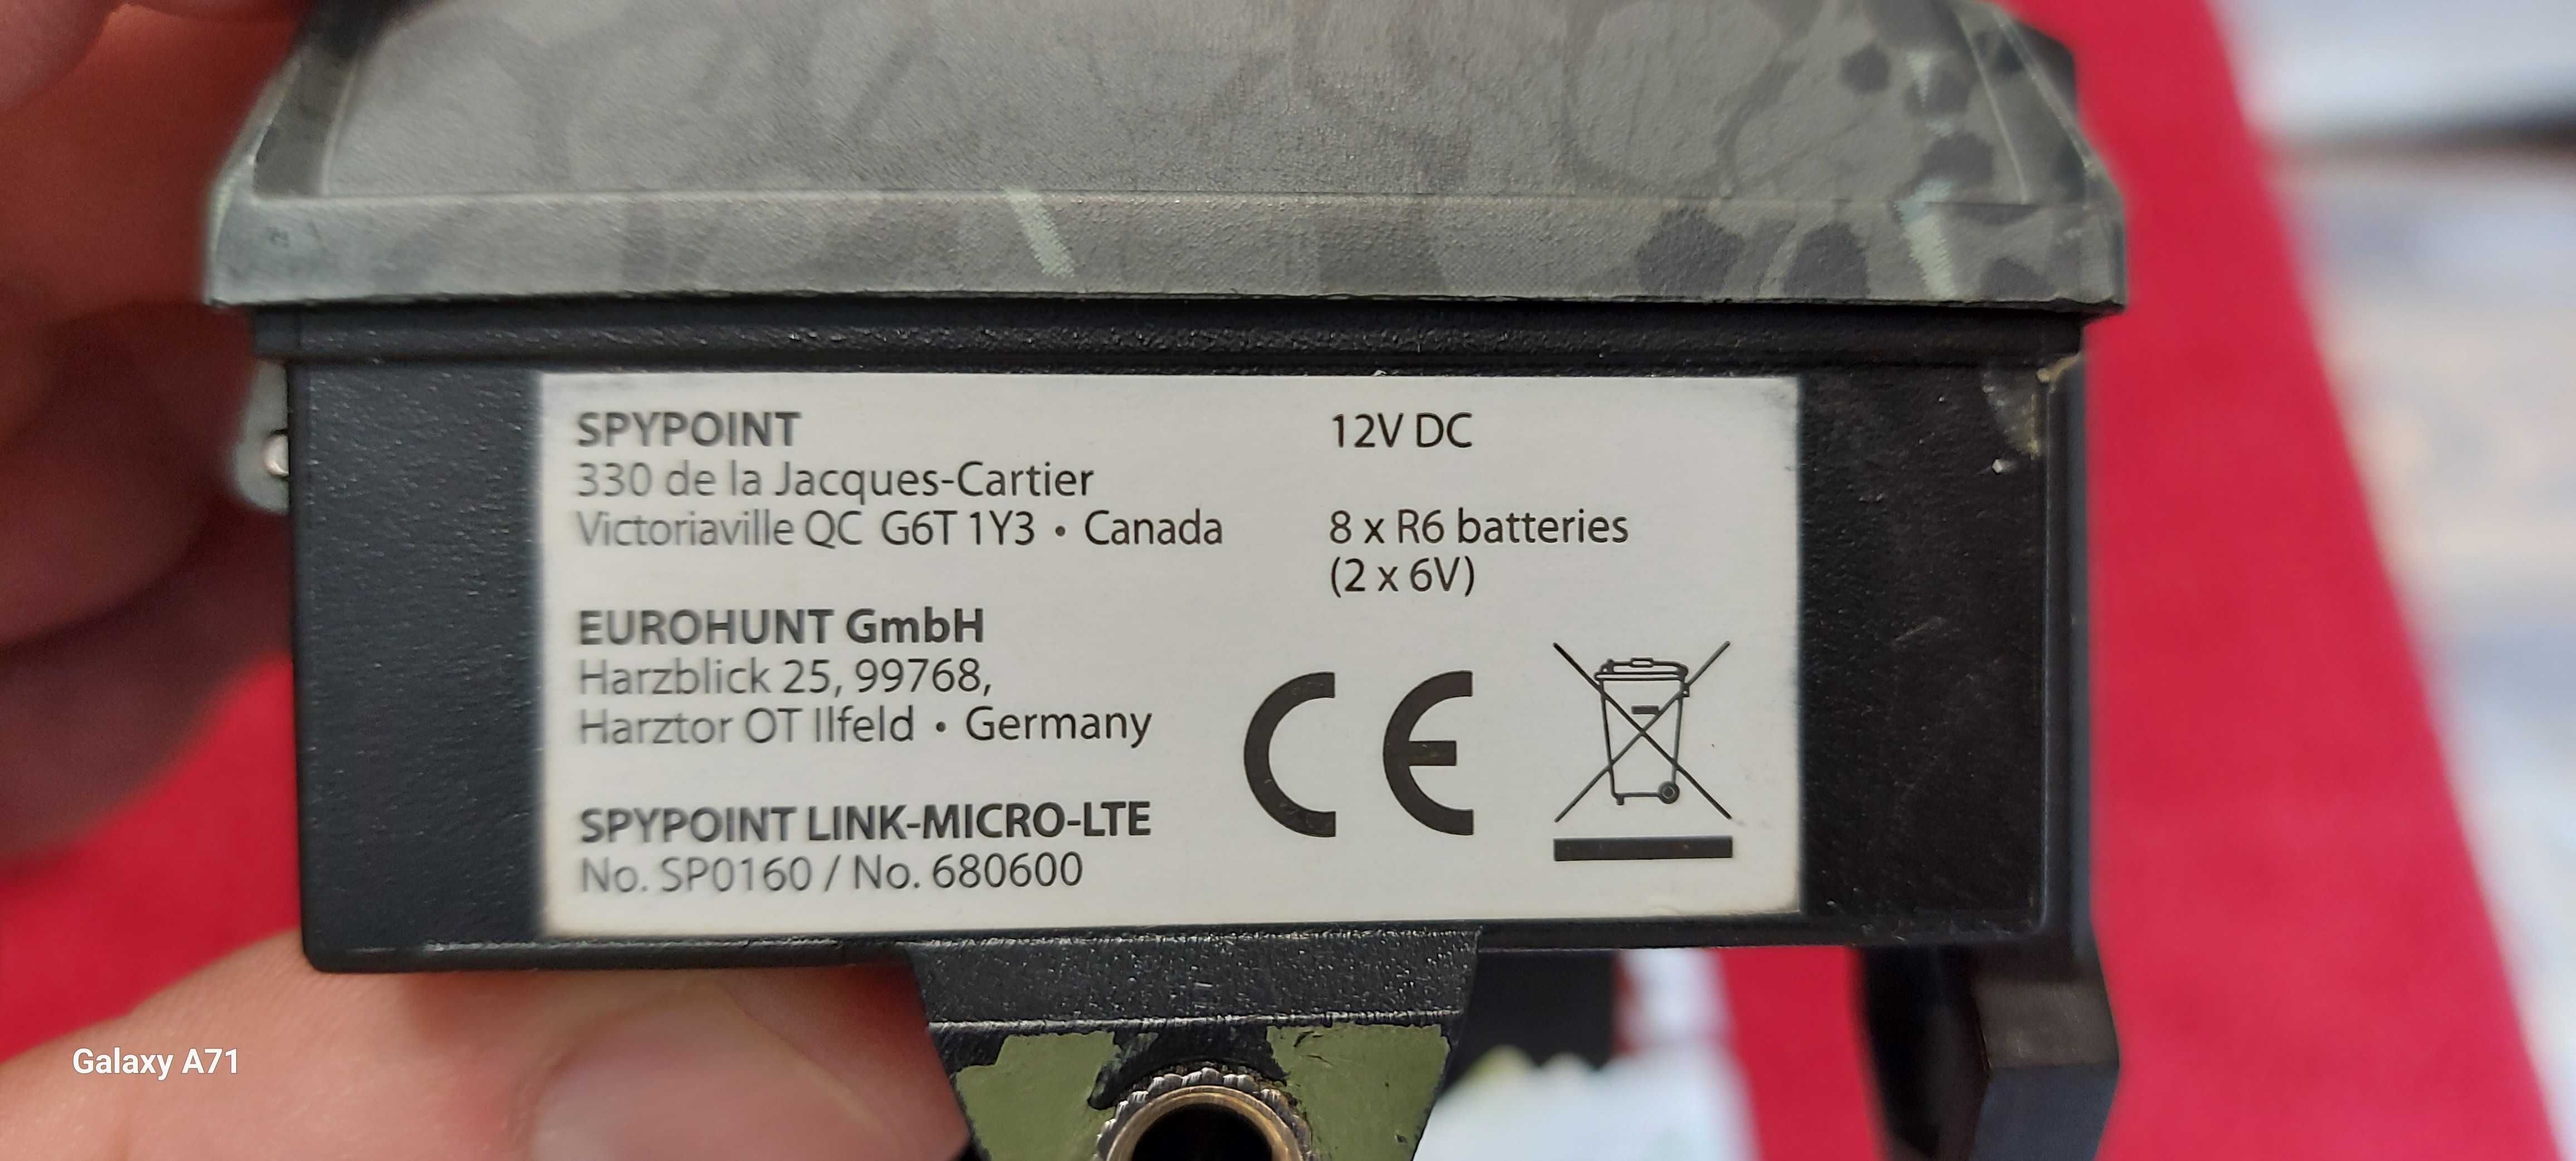 SPYPOINT
330 de la Jacques-Cartier
Victoriaville QC G6T 1Y3 • Canada
EUROHUNT GmbH
Harzblick 25, 99768,
Harztor OT Ilfeld • Germany
SPYPOINT LINK-MICRO-LTE
No. SP0160 / No. 680600
12V DC
8 x R6 batteries
(2 x 6V)
CE
Galaxy A71